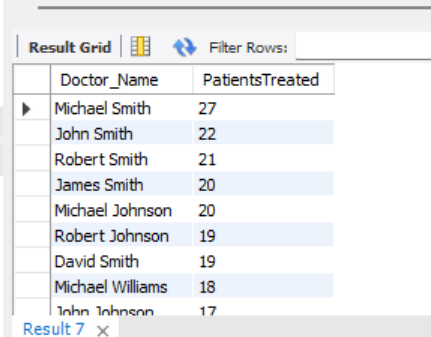 Result Grid Filter Rows:
Doctor_Name PatientsTreated
Michael Smith 27
John Smith 22
Robert Smith 21
James Smith 20
Michael Johnson 20
Robert Johnson 19
David Smith 19
Michael Williams 18
John Johnson 17
Result 7 ×